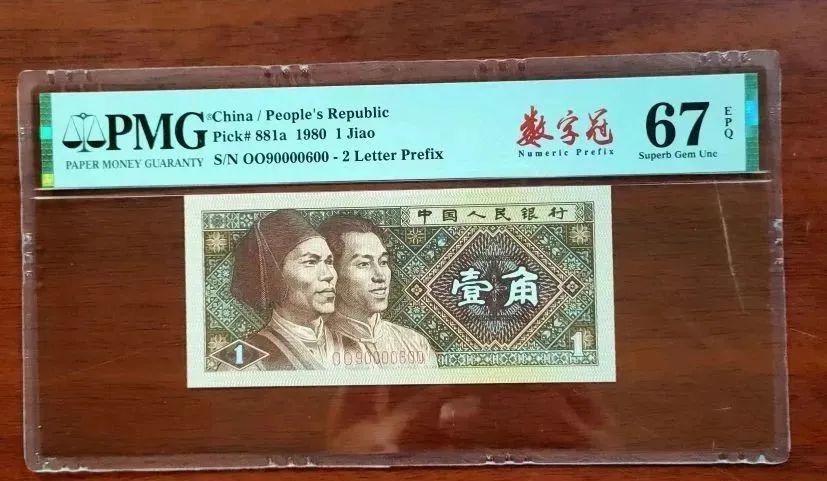 PMG®
PAPER MONEY GUARANTY
China / People's Republic
Pick# 881a 1980 1 Jiao
S/N OO90000600 - 2 Letter Prefix
数字冠
Numeric Prefix
67
EPQ
Superb Gem Unc
中国人民银行
壹角
1
OO90000600
1